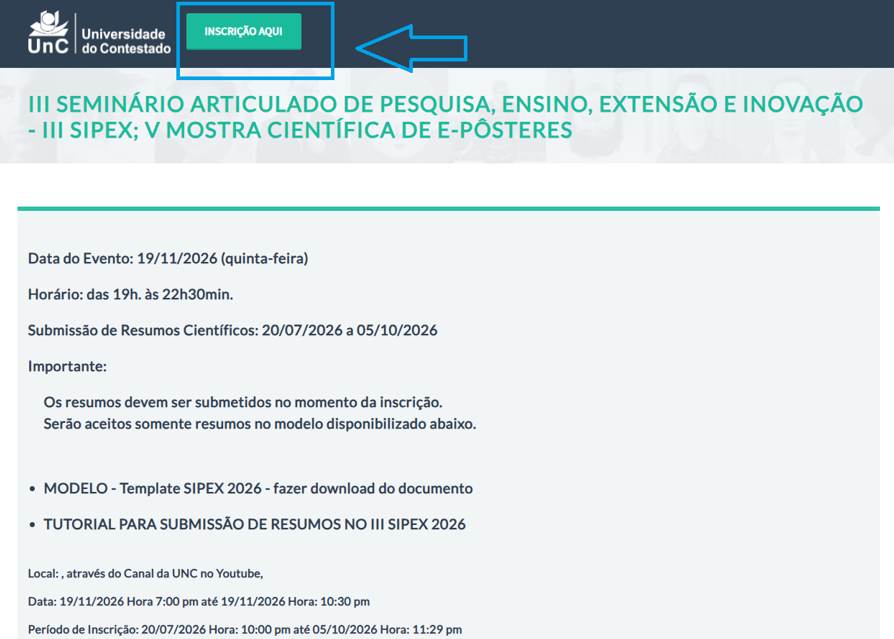 UnC
Universidade
do Contestado
INSCRIÇÃO AQUI
III SEMINÁRIO ARTICULADO DE PESQUISA, ENSINO, EXTENSÃO E INOVAÇÃO
- III SIPEX; V MOSTRA CIENTÍFICA DE E-PÔSTERES
Data do Evento: 19/11/2026 (quinta-feira)
Horário: das 19h. às 22h30min.
Submissão de Resumos Científicos: 20/07/2026 a 05/10/2026
Importante:
Os resumos devem ser submetidos no momento da inscrição.
Serão aceitos somente resumos no modelo disponibilizado abaixo.
• MODELO - Template SIPEX 2026 - fazer download do documento
• TUTORIAL PARA SUBMISSÃO DE RESUMOS NO III SIPEX 2026
Local: , através do Canal da UNC no Youtube,
Data: 19/11/2026 Hora 7:00 pm até 19/11/2026 Hora: 10:30 pm
Período de Inscrição: 20/07/2026 Hora: 10:00 pm até 05/10/2026 Hora: 11:29 pm